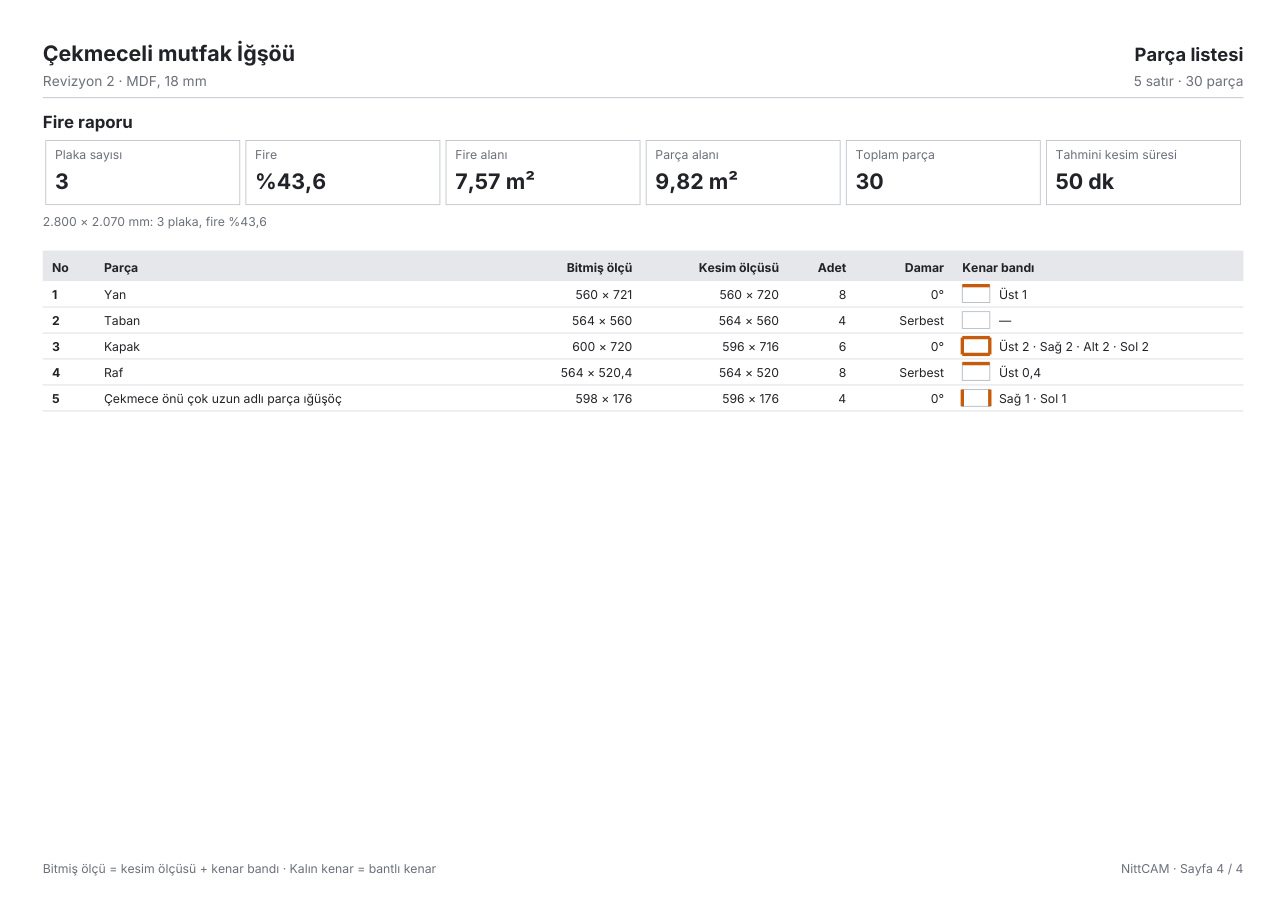 Çekmeceli mutfak İğşöü
Parça listesi
Revizyon 2 · MDF, 18 mm
5 satır · 30 parça
Fire raporu
Plaka sayısı
3
Fire
%43,6
Fire alanı
7,57 m²
Parça alanı
9,82 m²
Toplam parça
30
Tahmini kesim süresi
50 dk
2.800 × 2.070 mm: 3 plaka, fire %43,6
No Parça Bitmiş ölçü Kesim ölçüsü Adet Damar Kenar bandı
1 Yan 560 × 721 560 × 720 8 0° Üst 1
2 Taban 564 × 560 564 × 560 4 Serbest —
3 Kapak 600 × 720 596 × 716 6 0° Üst 2 · Sağ 2 · Alt 2 · Sol 2
4 Raf 564 × 520,4 564 × 520 8 Serbest Üst 0,4
5 Çekmece önü çok uzun adlı parça ığüşöç 598 × 176 596 × 176 4 0° Sağ 1 · Sol 1
Bitmiş ölçü = kesim ölçüsü + kenar bandı · Kalın kenar = bantlı kenar
NittCAM · Sayfa 4 / 4